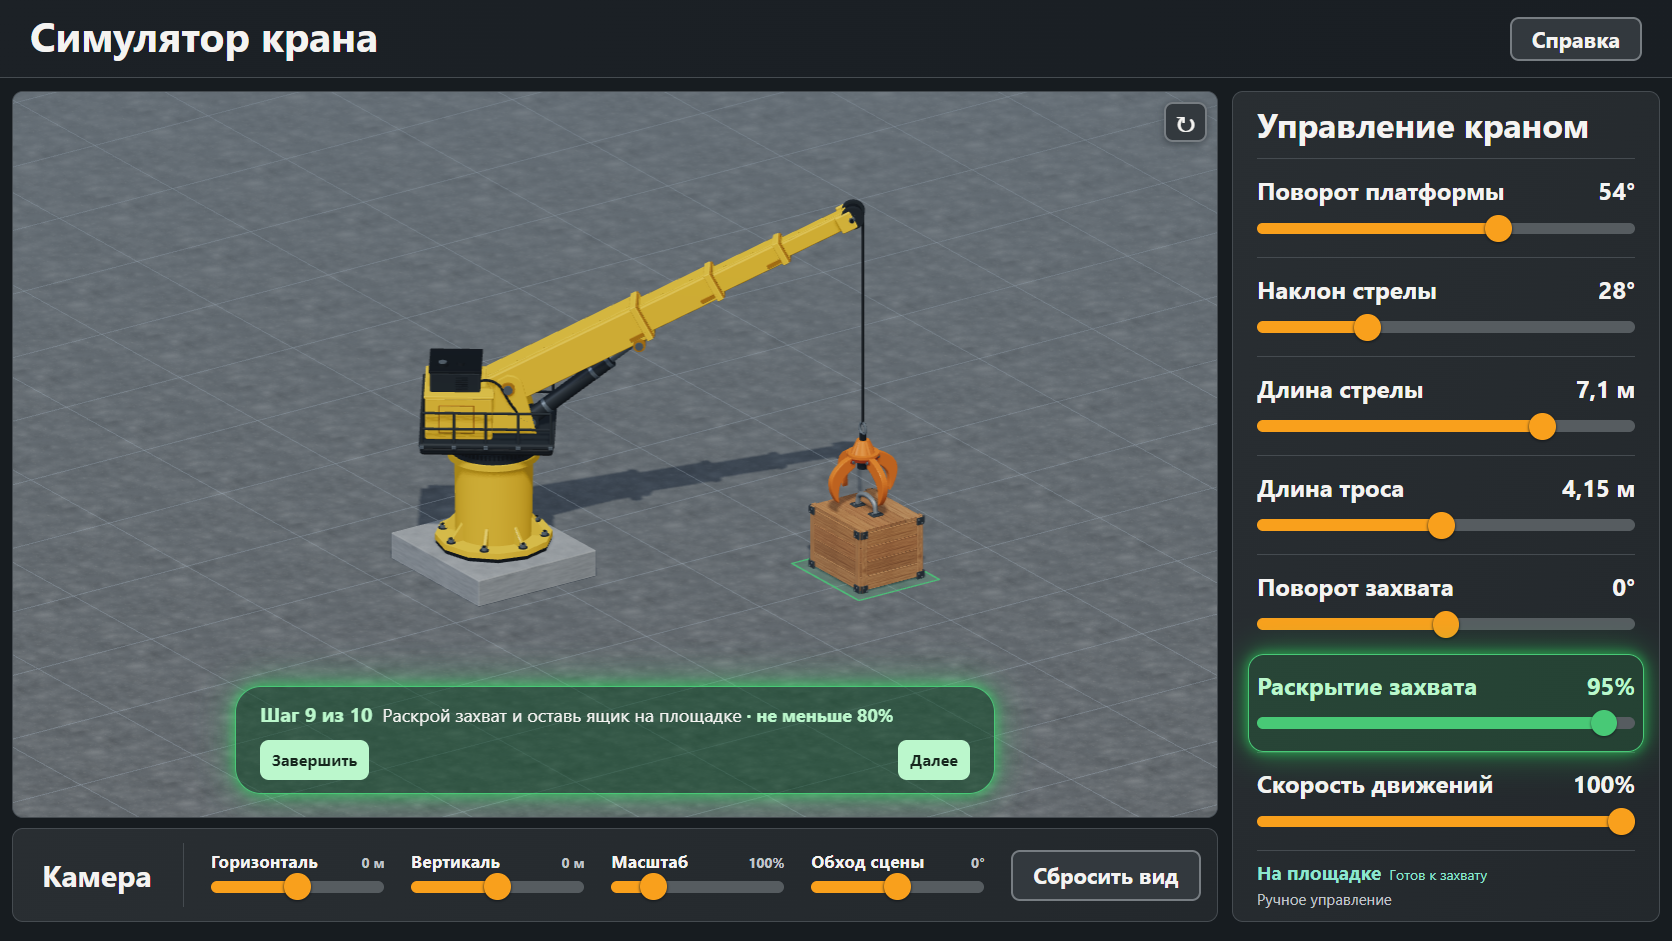 Симулятор крана
Справка
↻
Управление краном
Поворот платформы 54°
Наклон стрелы 28°
Длина стрелы 7,1 м
Длина троса 4,15 м
Поворот захвата 0°
Раскрытие захвата 95%
Скорость движений 100%
На площадке Готов к захвату
Ручное управление
Шаг 9 из 10 Раскрой захват и оставь ящик на площадке · не меньше 80%
Завершить Далее
Камера
Горизонталь 0 м
Вертикаль 0 м
Масштаб 100%
Обход сцены 0°
Сбросить вид